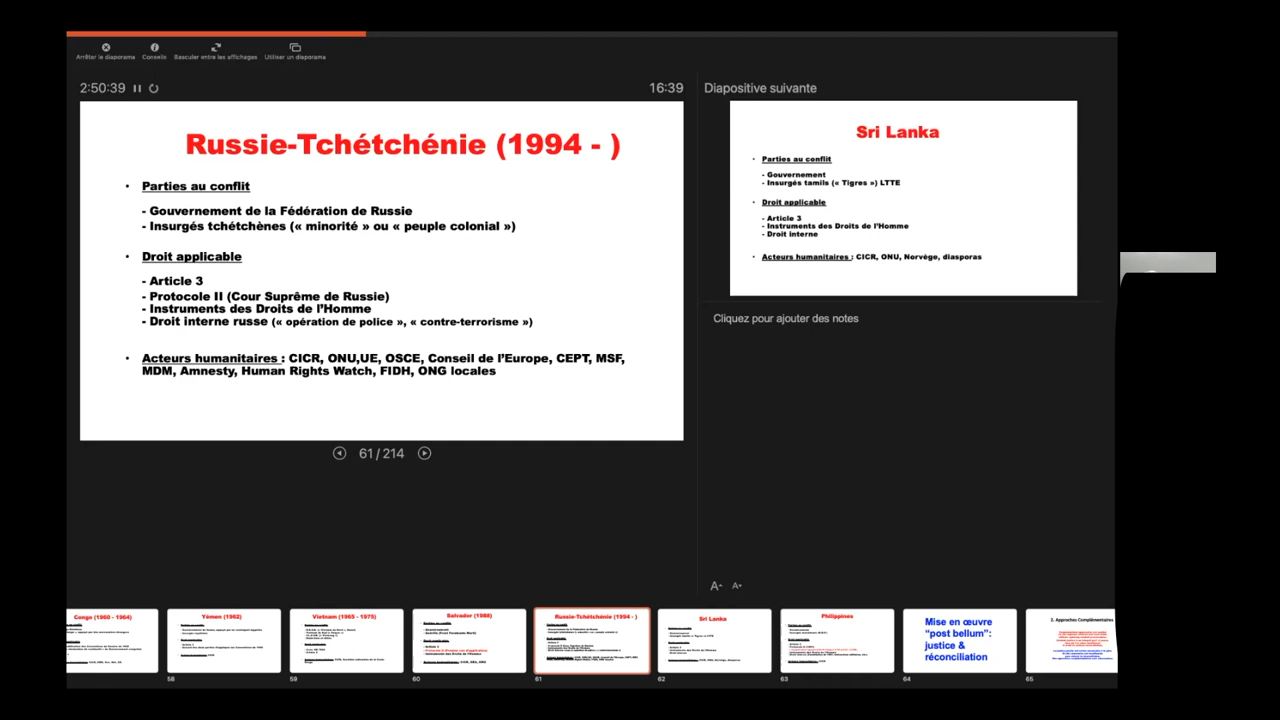 Arrêter le diaporama
Conseils
Basculer entre les affichages
Utiliser un diaporama
2:50:39
16:39
Diapositive suivante
Russie-Tchétchénie (1994 - )
• Parties au conflit
- Gouvernement de la Fédération de Russie
- Insurgés tchétchènes (« minorité » ou « peuple colonial »)
• Droit applicable
- Article 3
- Protocole II (Cour Suprême de Russie)
- Instruments des Droits de l'Homme
- Droit interne russe (« opération de police », « contre-terrorisme »)
• Acteurs humanitaires : CICR, ONU,UE, OSCE, Conseil de l'Europe, CEPT, MSF,
MDM, Amnesty, Human Rights Watch, FIDH, ONG locales
61 / 214
Sri Lanka
• Parties au conflit
- Gouvernement
- Insurgés tamils (« Tigres ») LTTE
• Droit applicable
- Article 3
- Instruments des Droits de l'Homme
- Droit interne
• Acteurs humanitaires : CICR, ONU, Norvège, diasporas
Cliquez pour ajouter des notes
A A
Congo (1960 - 1964)
Yémen (1962)
58
Vietnam (1965 - 1975)
59
Salvador (1980)
60
Russie-Tchétchénie (1994 - )
61
Sri Lanka
62
Philippines
63
Mise en œuvre
"post bellum":
justice &
réconciliation
64
2. Approches Complémentaires
65